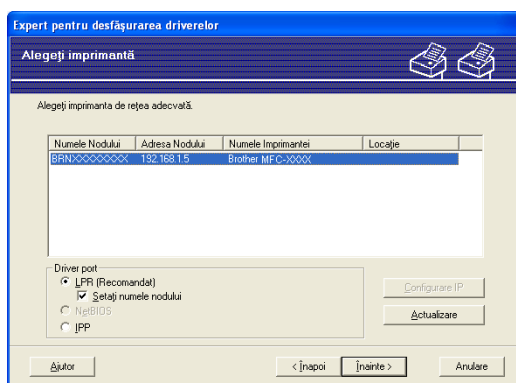 Expert pentru desfăşurarea driverelor
Alegeţi imprimantă
Alegeţi imprimanta de reţea adecvată.
Numele Nodului Adresa Nodului Numele Imprimantei Locaţie
BRNXXXXXXXX 192.168.1.5 Brother MFC-XXXX
Driver port
LPR (Recomandat)
Setaţi numele nodului
NetBIOS
IPP
Configurare IP
Actualizare
Ajutor < Înapoi Înainte > Anulare